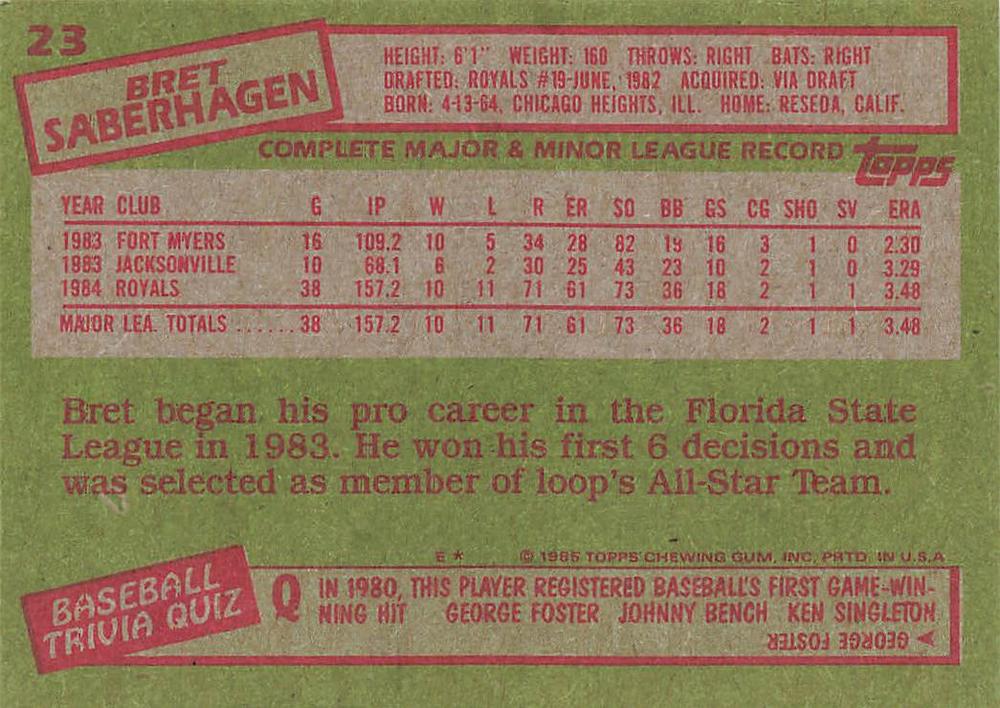 23
BRET
SABERHAGEN
HEIGHT: 6'1" WEIGHT: 160 THROWS: RIGHT BATS: RIGHT
DRAFTED: ROYALS #19-JUNE, 1982 ACQUIRED: VIA DRAFT
BORN: 4-13-64, CHICAGO HEIGHTS, ILL. HOME: RESEDA, CALIF.
COMPLETE MAJOR & MINOR LEAGUE RECORD topps
YEAR CLUB G IP W L R ER SO BB GS CG SHO SV ERA
1983 FORT MYERS 16 109.2 10 5 34 28 82 19 16 3 1 0 2.30
1983 JACKSONVILLE 10 68.1 6 2 30 25 43 23 10 2 1 0 3.29
1984 ROYALS 38 157.2 10 11 71 61 73 36 18 2 1 1 3.48
MAJOR LEA. TOTALS ...... 38 157.2 10 11 71 61 73 36 18 2 1 1 3.48
Bret began his pro career in the Florida State
League in 1983. He won his first 6 decisions and
was selected as member of loop's All-Star Team.
E * © 1985 TOPPS CHEWING GUM, INC. PRTD. IN U.S.A
BASEBALL
TRIVIA QUIZ
Q IN 1980, THIS PLAYER REGISTERED BASEBALL'S FIRST GAME-WIN-
NING HIT GEORGE FOSTER JOHNNY BENCH KEN SINGLETON
GEORGE FOSTER